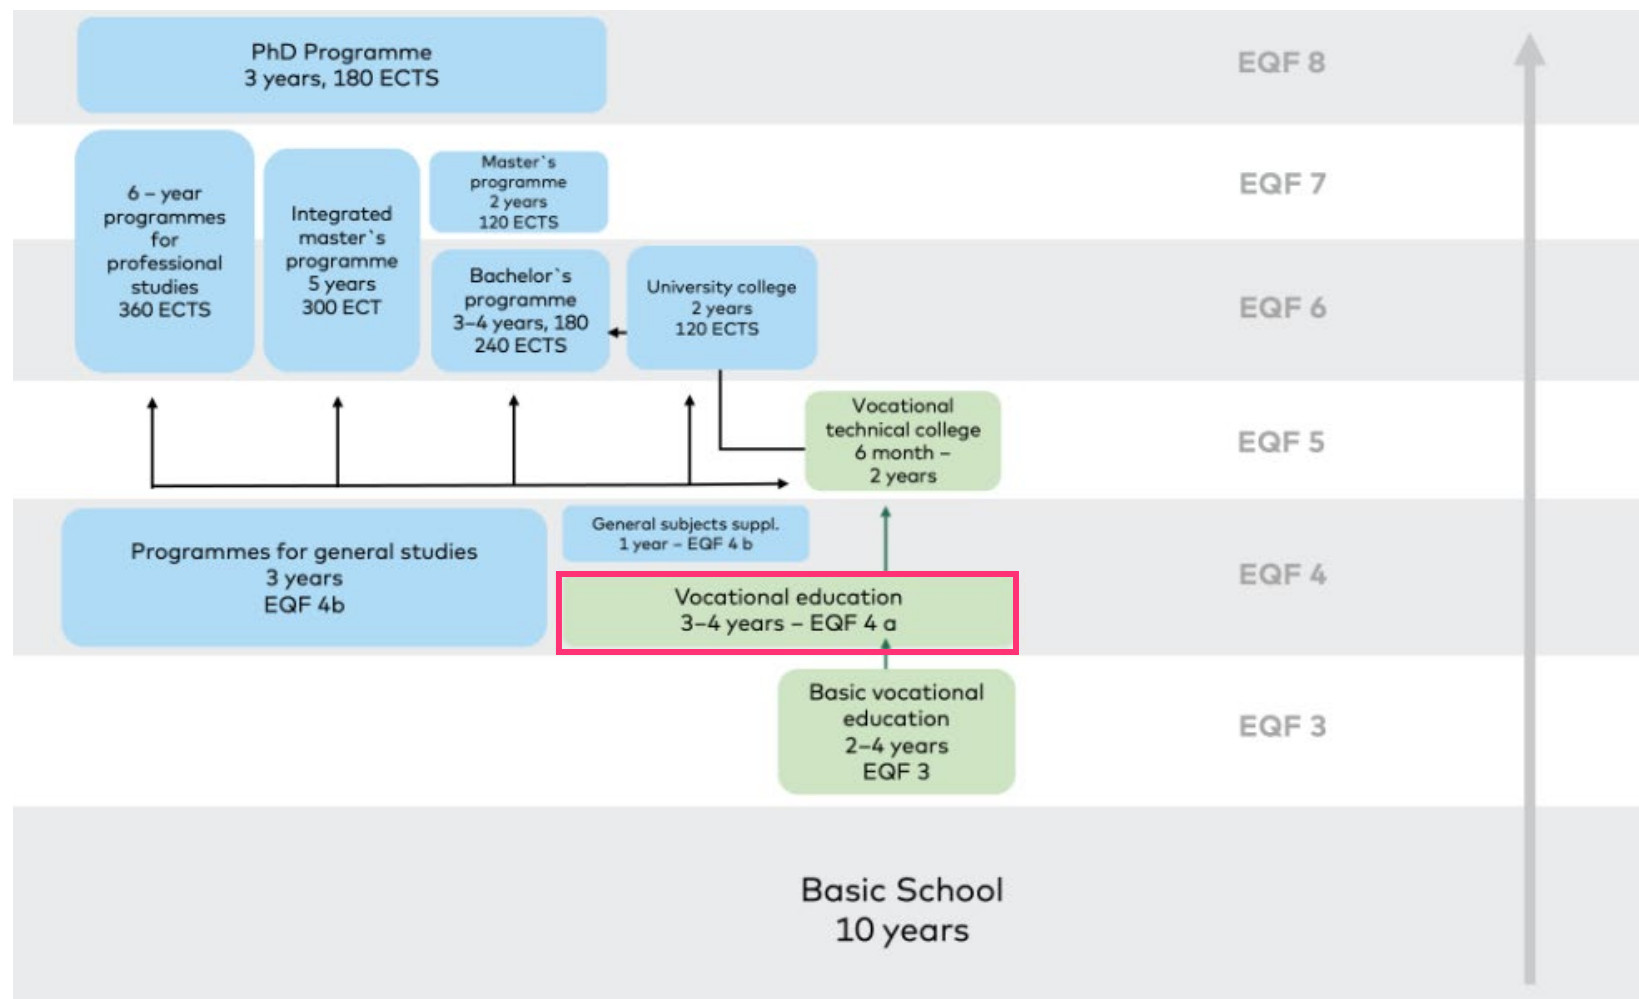 PhD Programme
3 years, 180 ECTS
EQF 8
6 – year
programmes
for
professional
studies
360 ECTS
Integrated
master`s
programme
5 years
300 ECT
Master`s
programme
2 years
120 ECTS
EQF 7
Bachelor`s
programme
3–4 years, 180
240 ECTS
University college
2 years
120 ECTS
EQF 6
Vocational
technical college
6 month –
2 years
EQF 5
Programmes for general studies
3 years
EQF 4b
General subjects suppl.
1 year – EQF 4 b
Vocational education
3–4 years – EQF 4 a
EQF 4
Basic vocational
education
2–4 years
EQF 3
EQF 3
Basic School
10 years